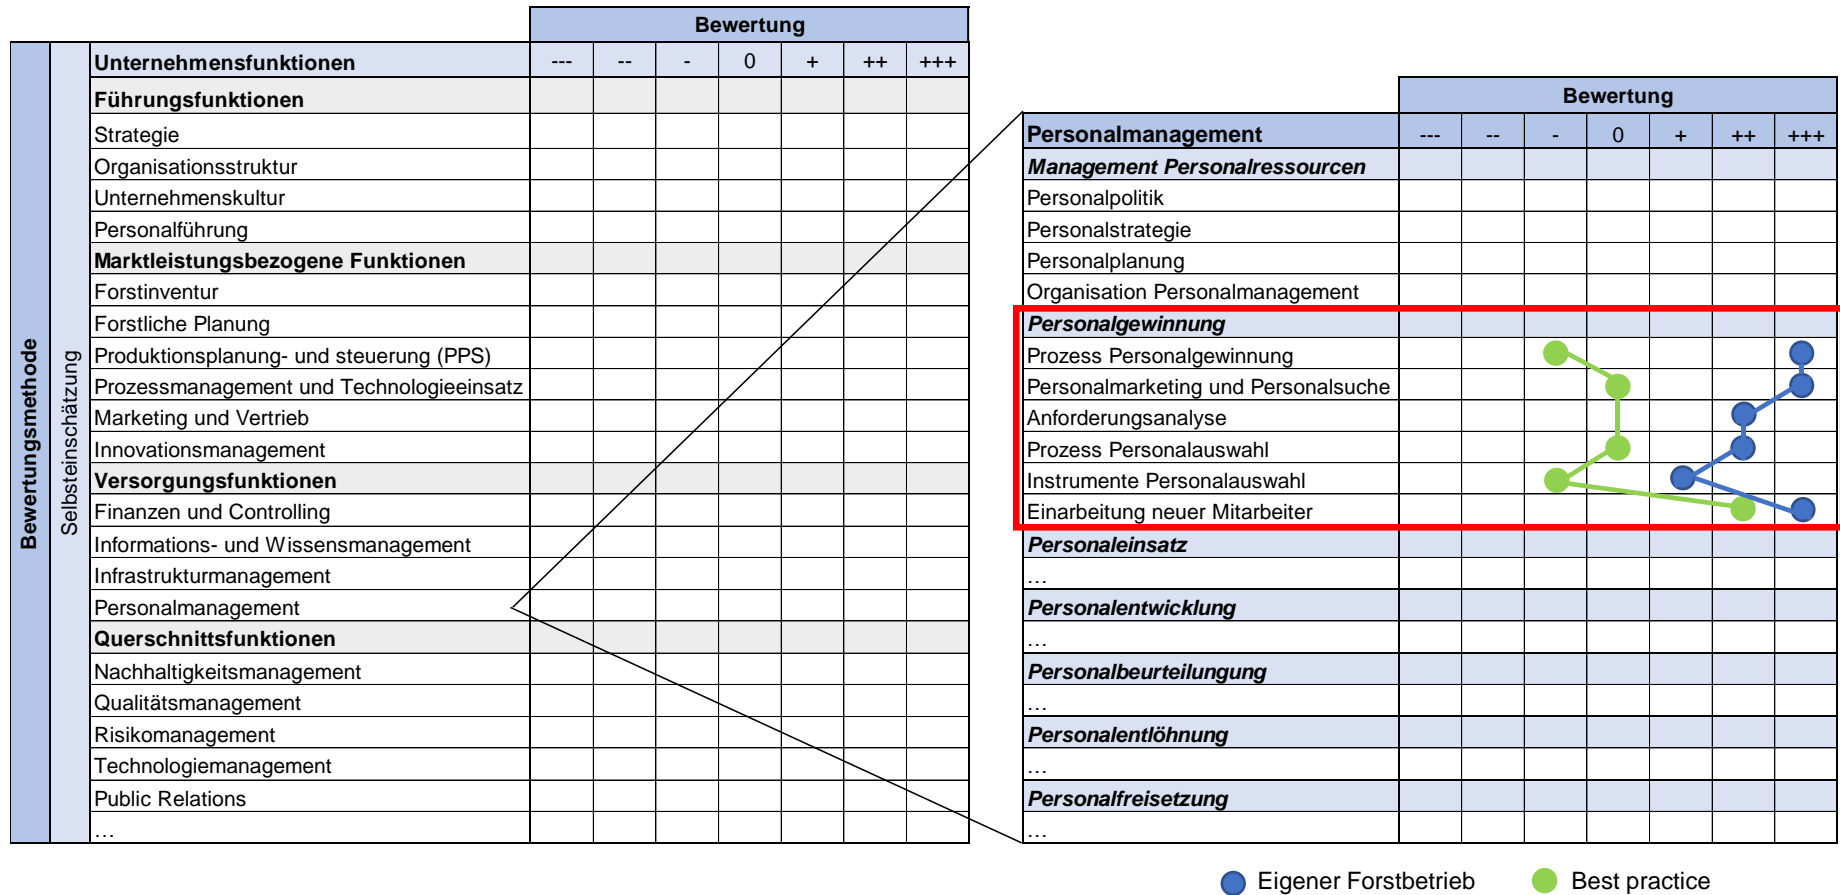 Bewertung
Unternehmensfunktionen --- -- - 0 + ++ +++
Führungsfunktionen
Strategie
Organisationsstruktur
Unternehmenskultur
Personalführung
Marktleistungsbezogene Funktionen
Forstinventur
Forstliche Planung
Produktionsplanung- und steuerung (PPS)
Prozessmanagement und Technologieeinsatz
Marketing und Vertrieb
Innovationsmanagement
Versorgungsfunktionen
Finanzen und Controlling
Informations- und Wissensmanagement
Infrastrukturmanagement
Personalmanagement
Querschnittsfunktionen
Nachhaltigkeitsmanagement
Qualitätsmanagement
Risikomanagement
Technologiemanagement
Public Relations
…
Bewertungsmethode
Selbsteinschätzung
Bewertung
Personalmanagement --- -- - 0 + ++ +++
Management Personalressourcen
Personalpolitik
Personalstrategie
Personalplanung
Organisation Personalmanagement
Personalgewinnung
Prozess Personalgewinnung
Personalmarketing und Personalsuche
Anforderungsanalyse
Prozess Personalauswahl
Instrumente Personalauswahl
Einarbeitung neuer Mitarbeiter
Personaleinsatz
…
Personalentwicklung
…
Personalbeurteilungung
…
Personalentlöhnung
…
Personalfreisetzung
…
Eigener Forstbetrieb
Best practice